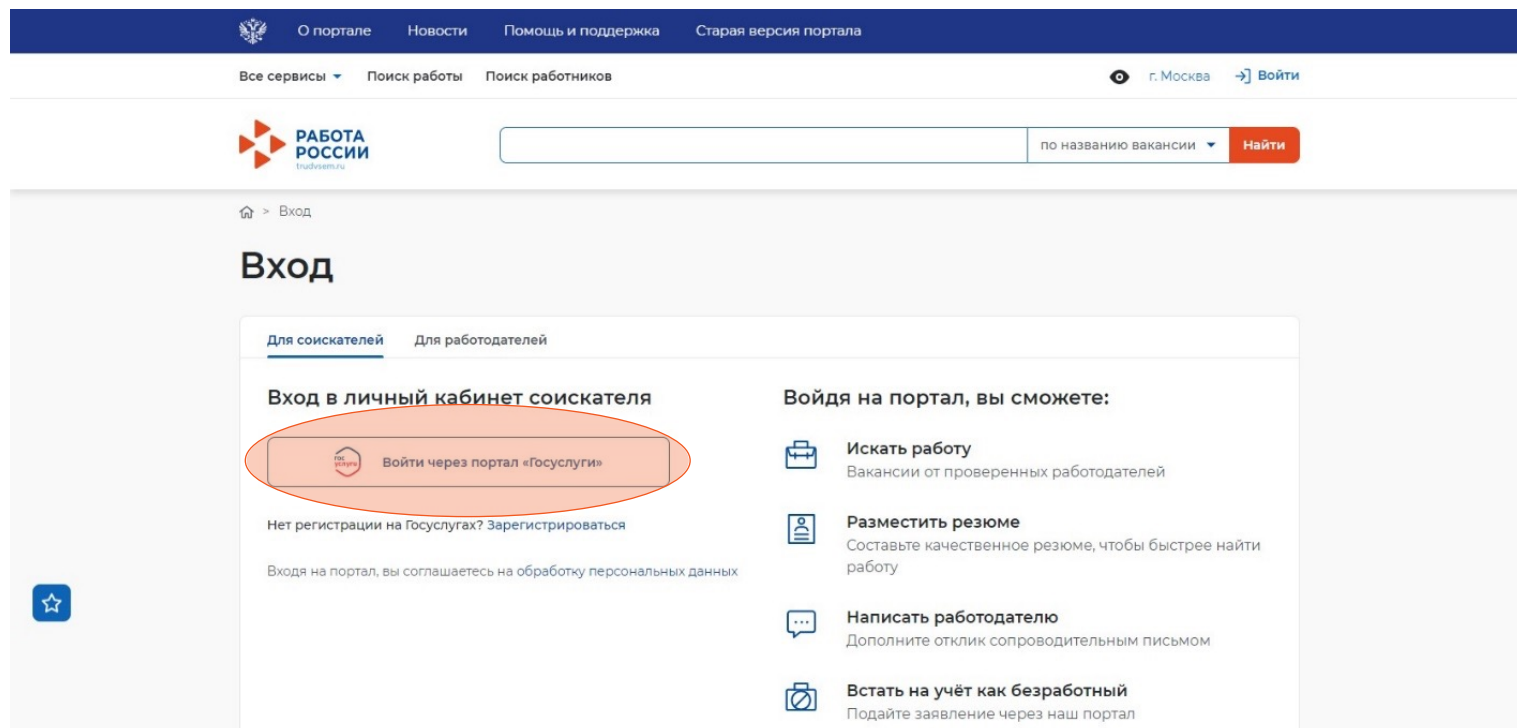 О портале Новости Помощь и поддержка Старая версия портала
Все сервисы Поиск работы Поиск работников г. Москва Войти
РАБОТА
РОССИИ
trudvsem.ru
по названию вакансии Найти
> Вход
Вход
Для соискателей Для работодателей
Вход в личный кабинет соискателя
гос
услуги
Войти через портал «Госуслуги»
Нет регистрации на Госуслугах? Зарегистрироваться
Входя на портал, вы соглашаетесь на обработку персональных данных
Войдя на портал, вы сможете:
Искать работу
Вакансии от проверенных работодателей
Разместить резюме
Составьте качественное резюме, чтобы быстрее найти
работу
Написать работодателю
Дополните отклик сопроводительным письмом
Встать на учёт как безработный
Подайте заявление через наш портал